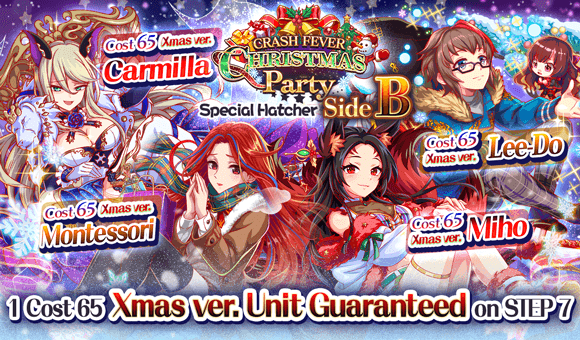 Cost 65 Xmas ver.
Carmilla
CRASH FEVER
CHRISTMAS
Party
Special Hatcher Side B
Cost 65
Xmas ver.
Lee-Do
Cost 65 Xmas ver.
Montessori
Cost 65
Xmas ver.
Miho
1 Cost 65 Xmas ver. Unit Guaranteed on STEP 7